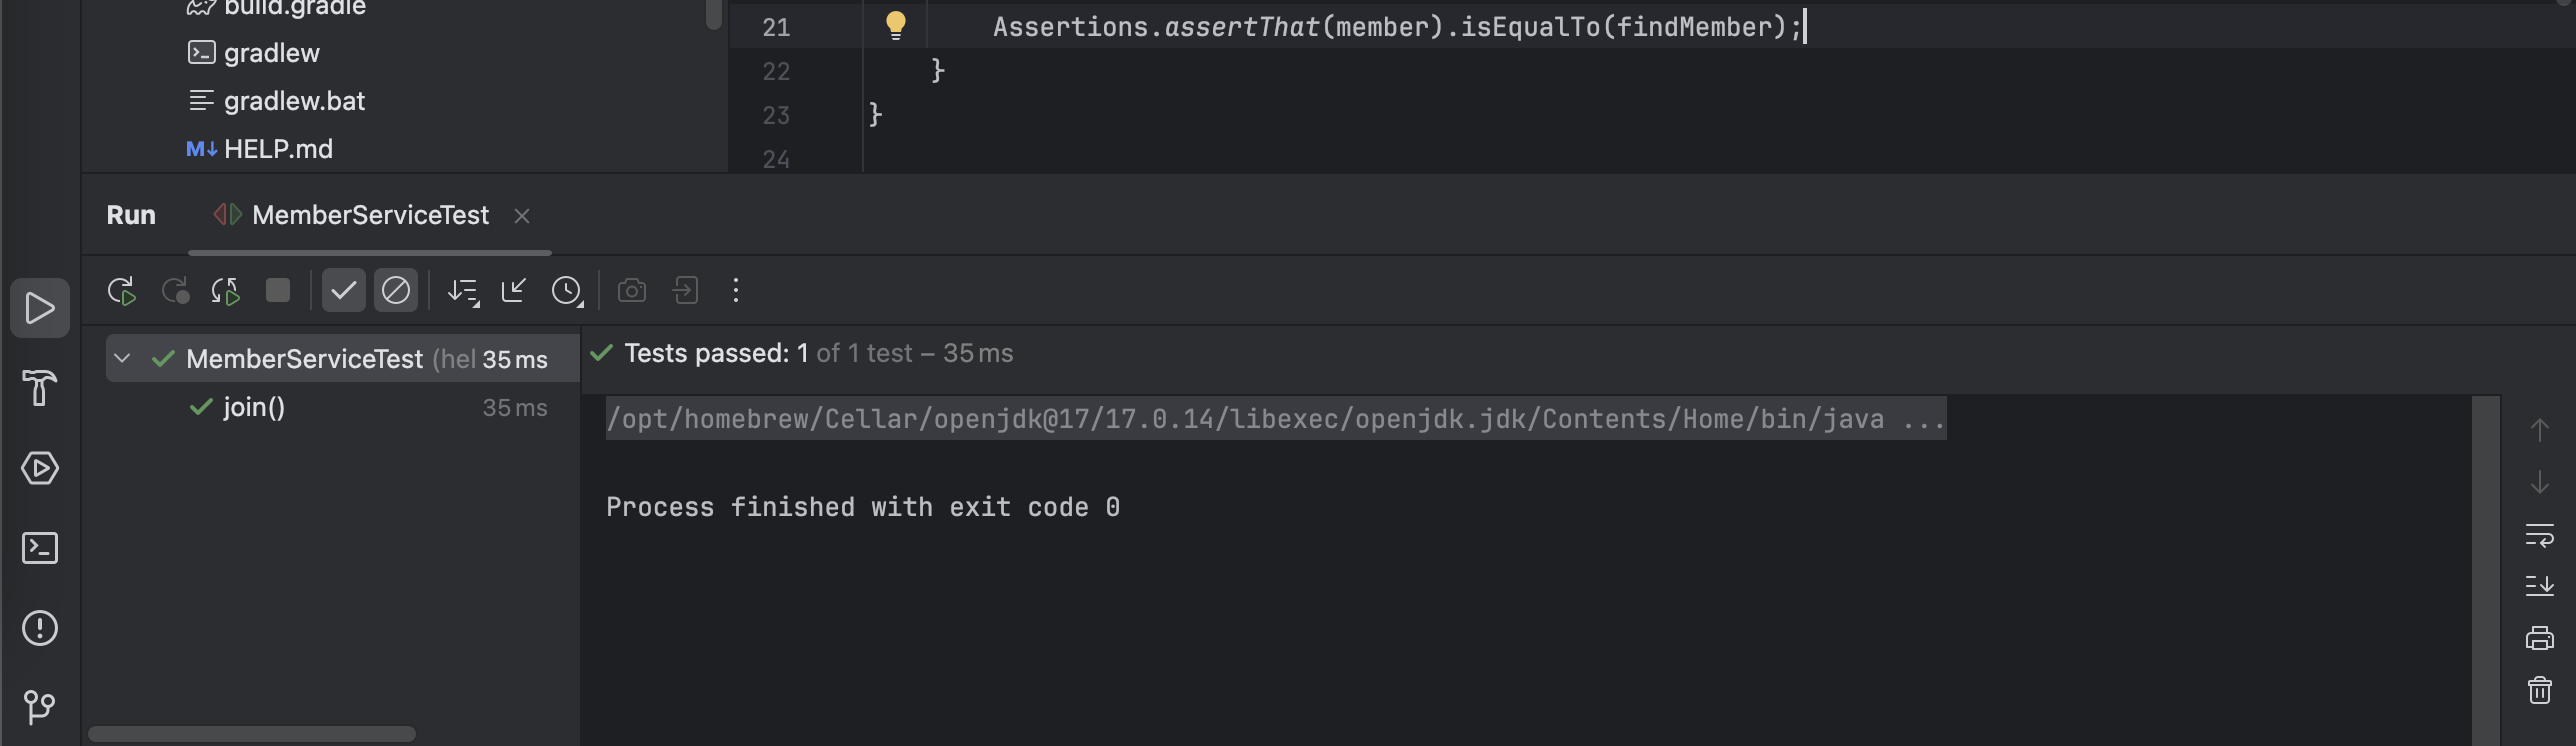 build.gradle
gradlew
gradlew.bat
M↓ HELP.md
21 Assertions.assertThat(member).isEqualTo(findMember);
22 }
23 }
24
Run MemberServiceTest ×
MemberServiceTest (hel 35 ms
join() 35 ms
Tests passed: 1 of 1 test – 35 ms
/opt/homebrew/Cellar/openjdk@17/17.0.14/libexec/openjdk.jdk/Contents/Home/bin/java ...
Process finished with exit code 0